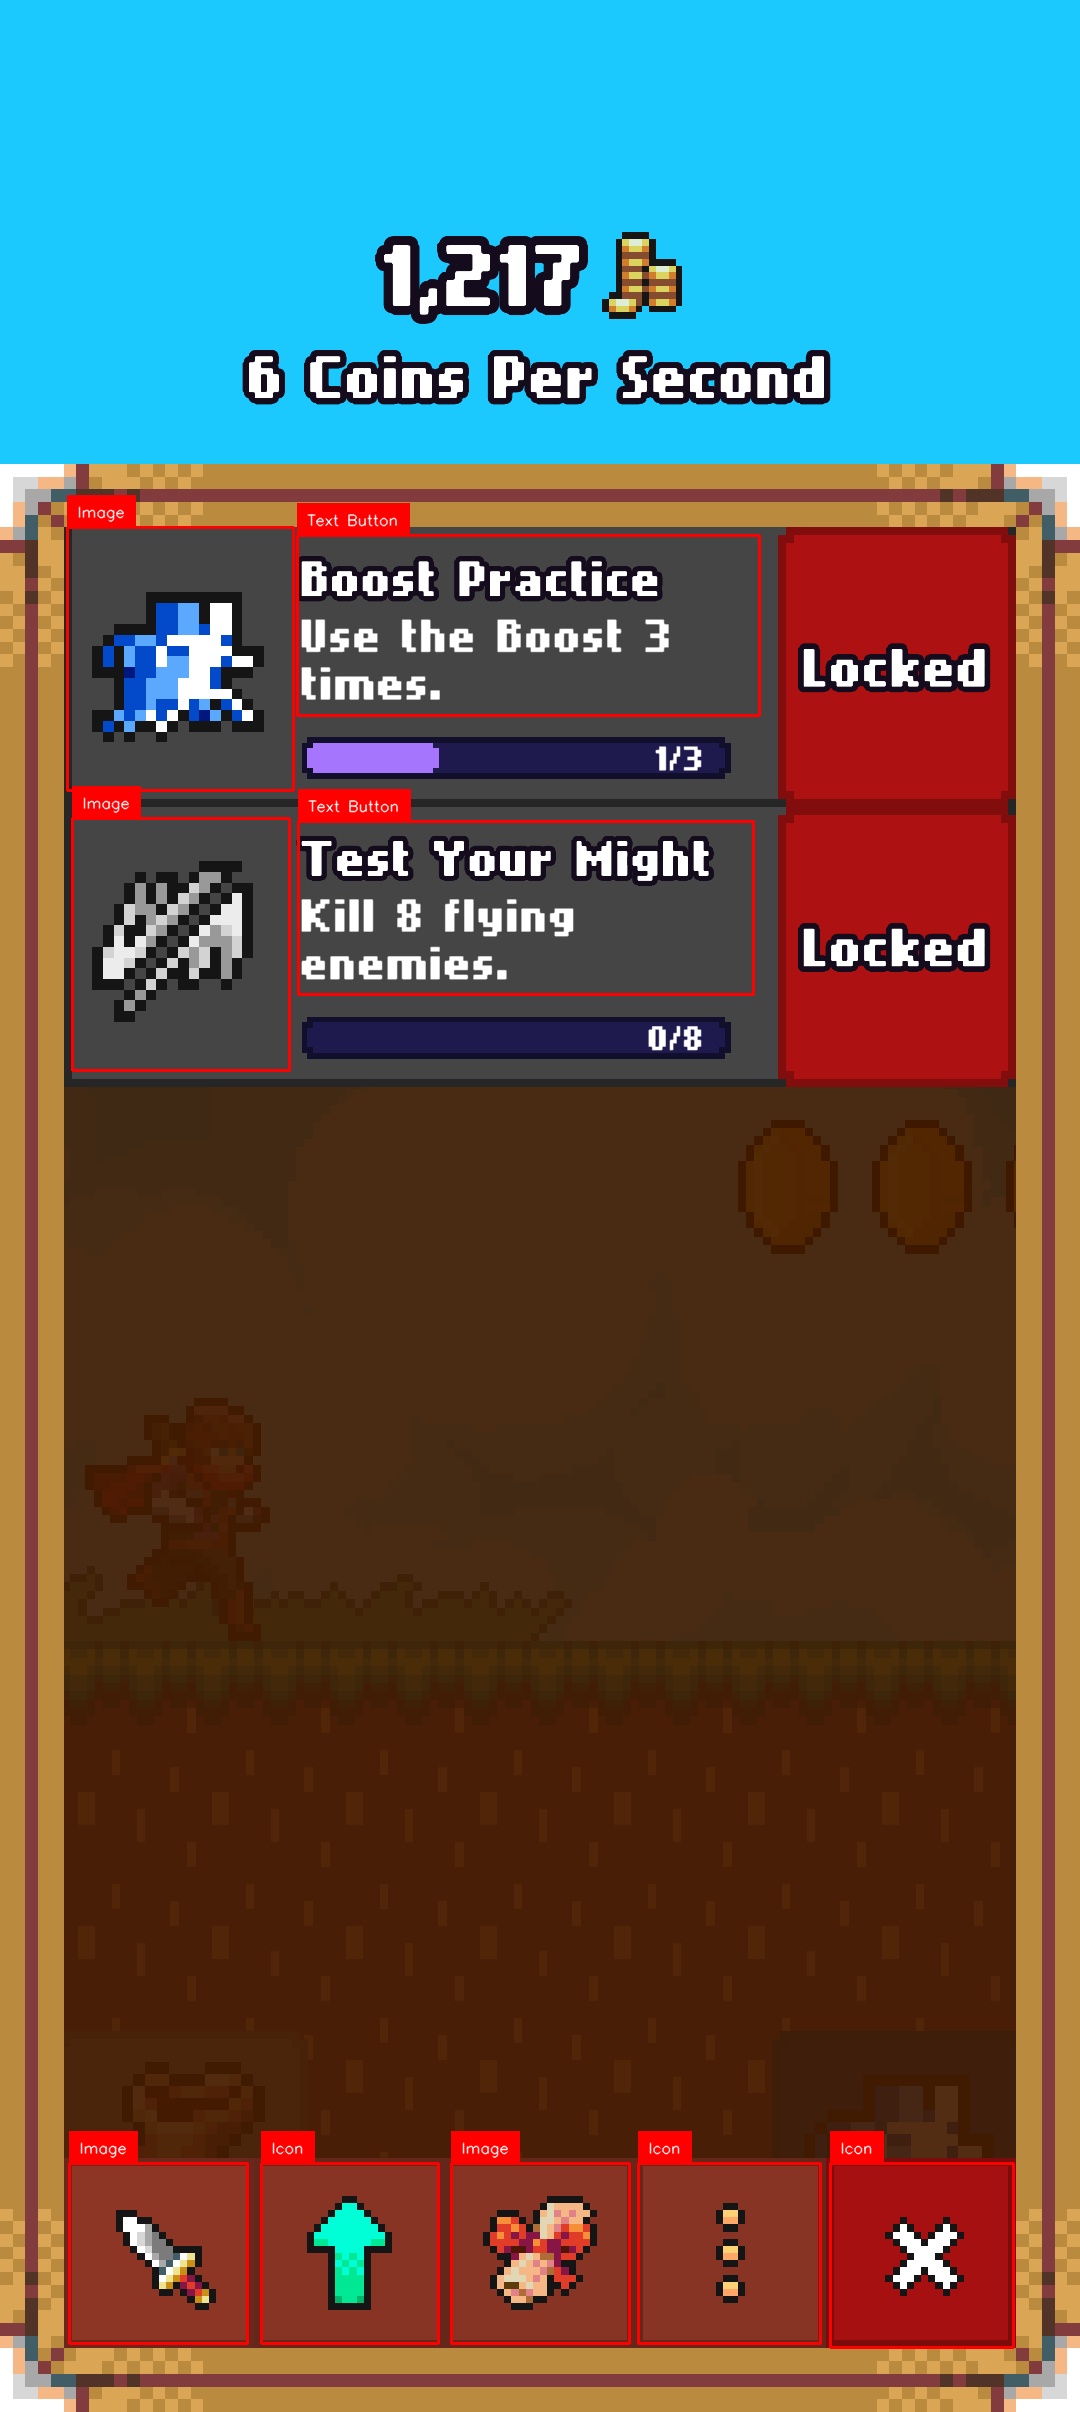 1,217
6 Coins Per Second
Image
Text Button
Boost Practice
Use the Boost 3
times.
Locked
1/3
Image
Text Button
Test Your Might
Kill 8 flying
enemies.
Locked
0/8
Image
Icon
Image
Icon
Icon